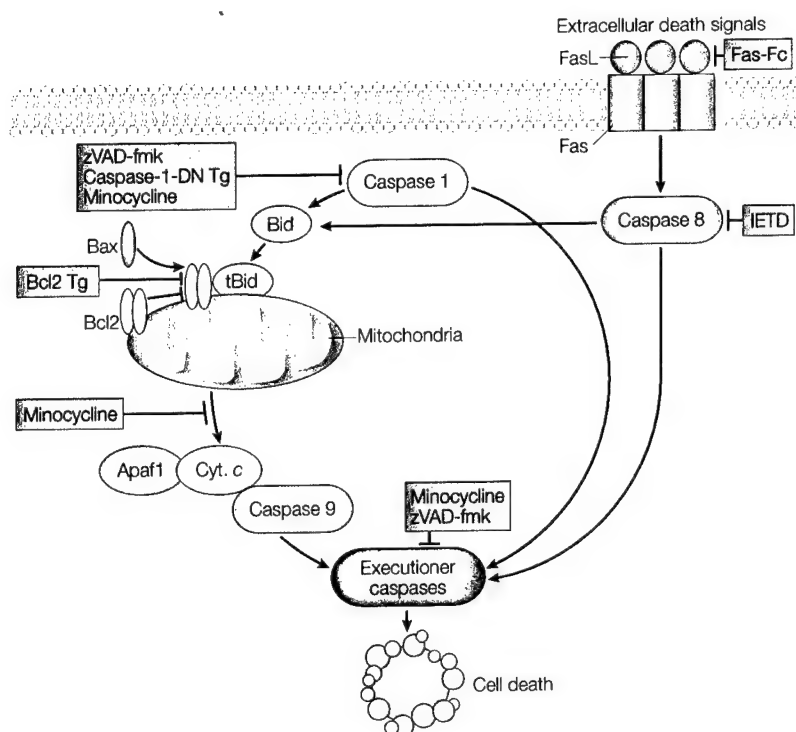 Extracellular death signals
FasL
Fas-Fc
Fas
zVAD-fmk
Caspase-1-DN Tg
Minocycline
Caspase 1
Bid
Caspase 8
IETD
Bax
Bcl2 Tg
tBid
Bcl2
Mitochondria
Minocycline
Apaf1
Cyt. c
Caspase 9
Minocycline
zVAD-fmk
Executioner
caspases
Cell death